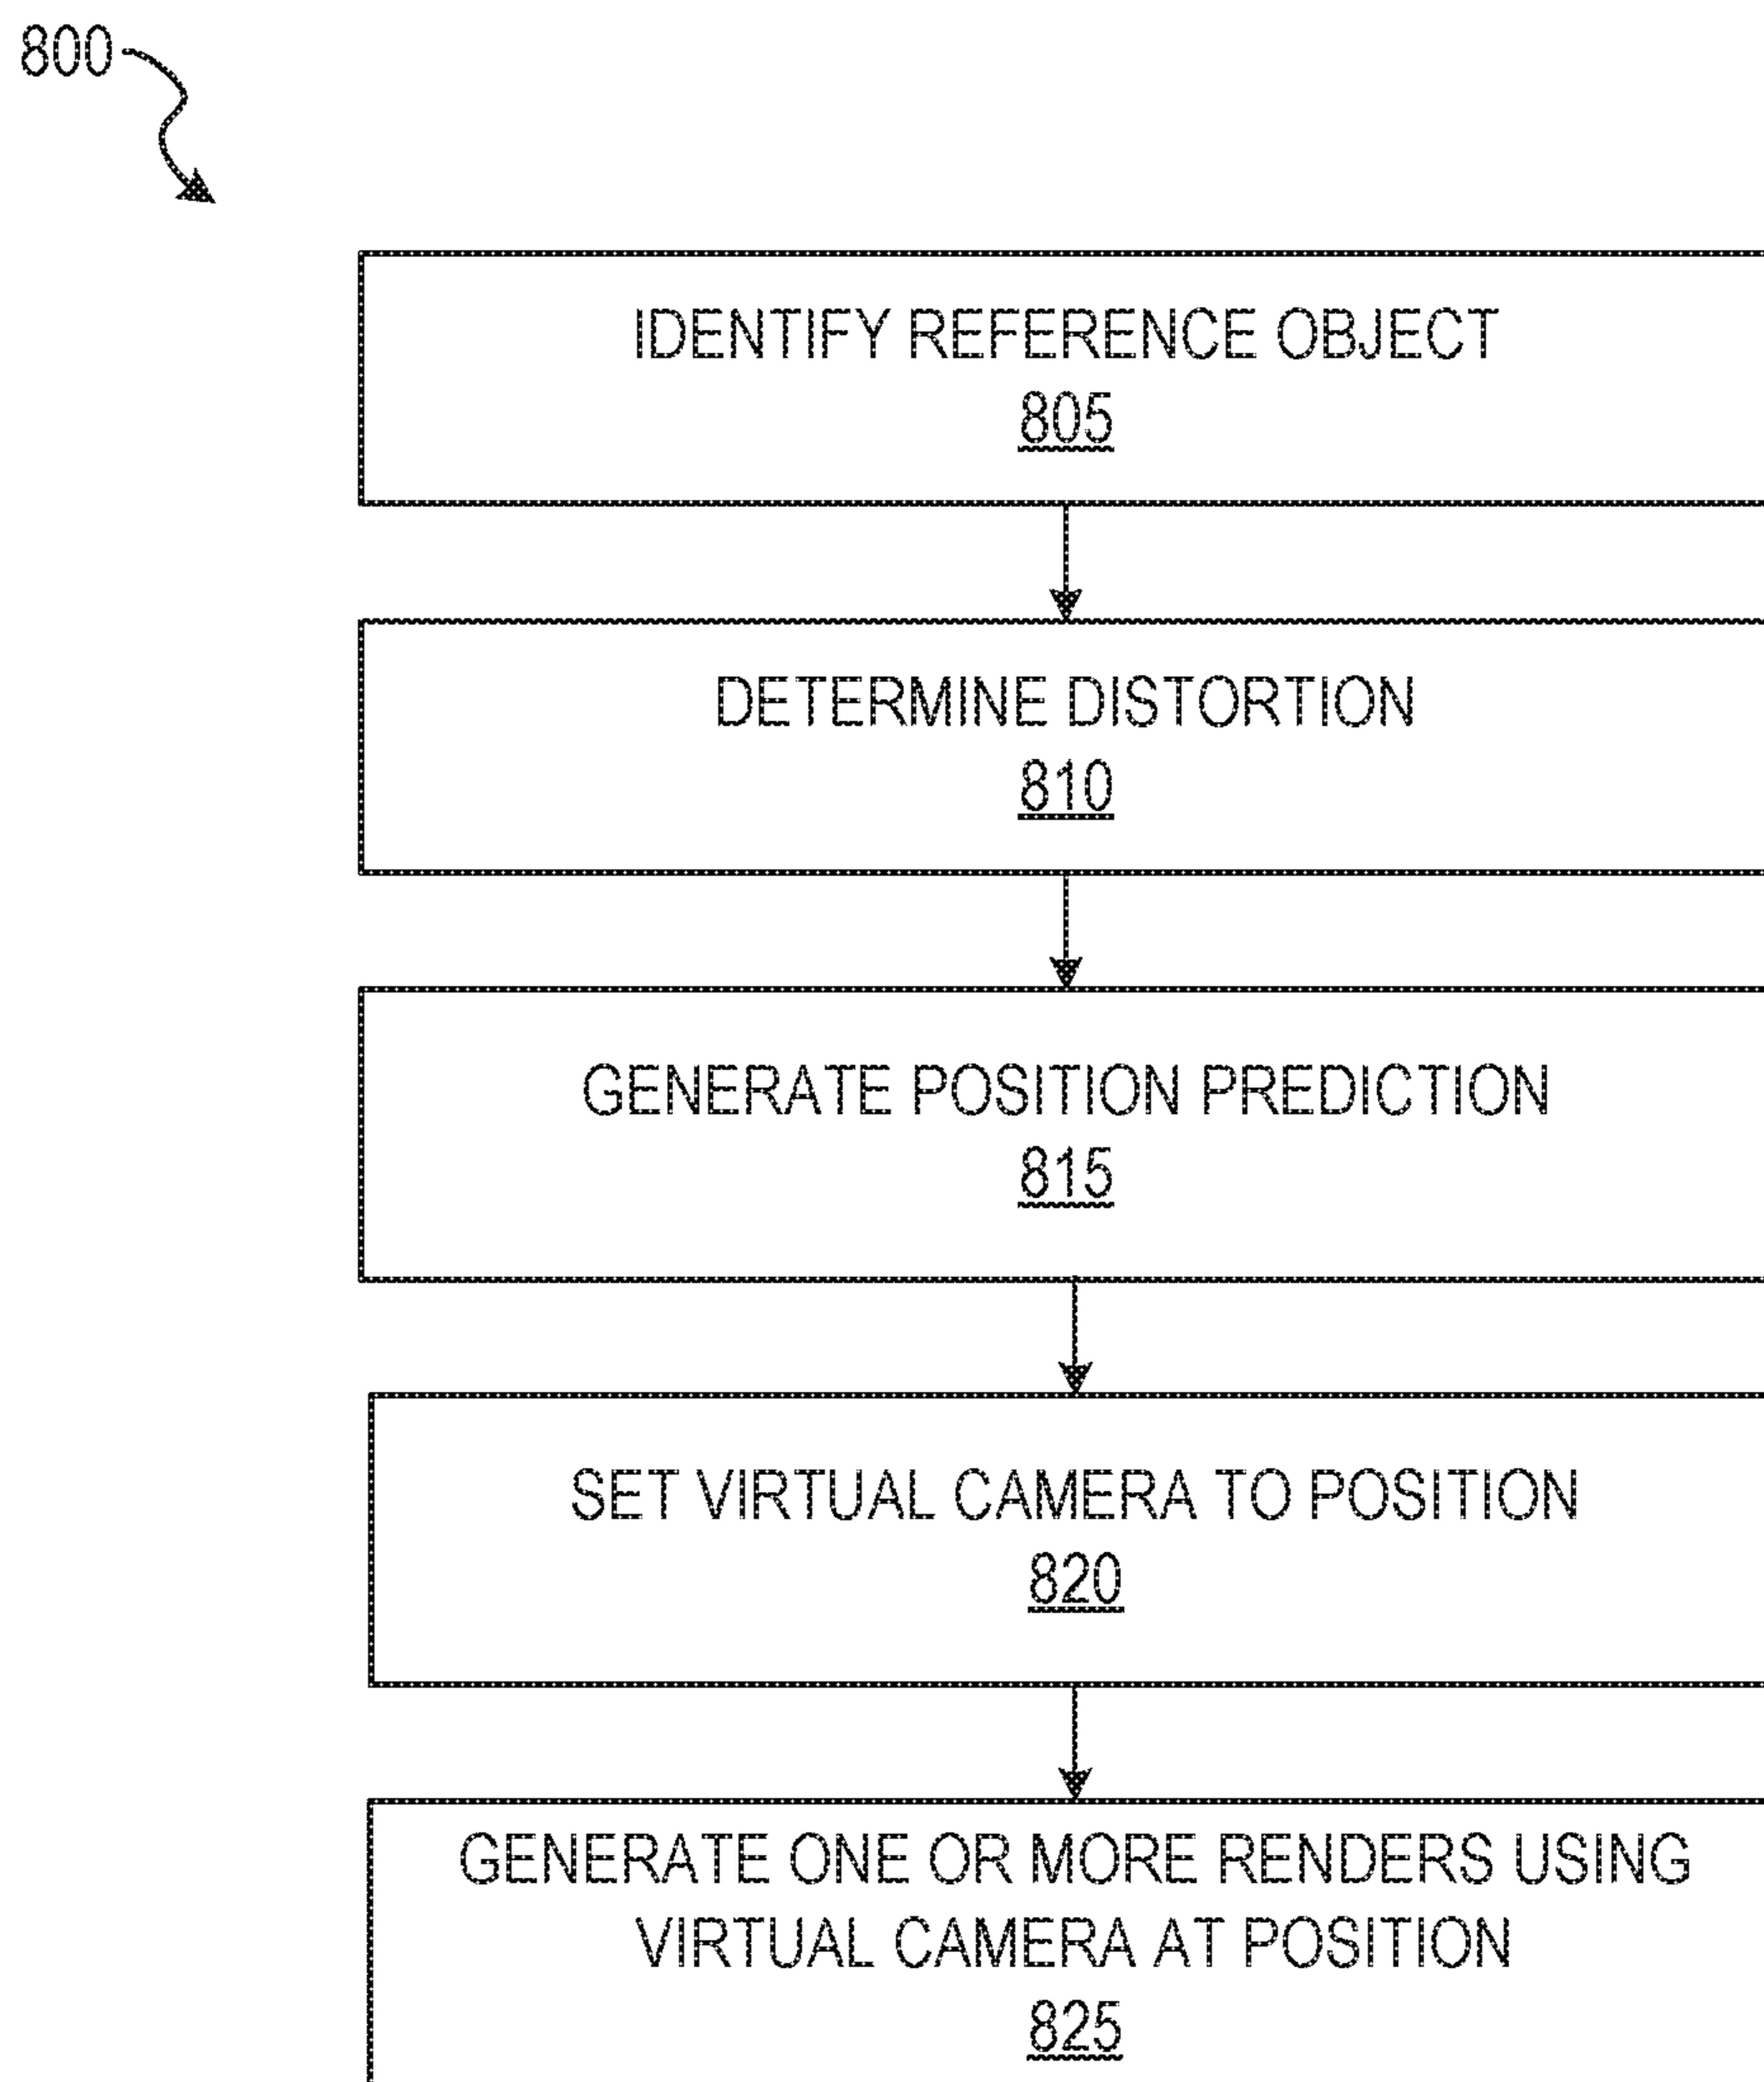 800
IDENTIFY REFERENCE OBJECT
805
DETERMINE DISTORTION
810
GENERATE POSITION PREDICTION
815
SET VIRTUAL CAMERA TO POSITION
820
GENERATE ONE OR MORE RENDERS USING
VIRTUAL CAMERA AT POSITION
825